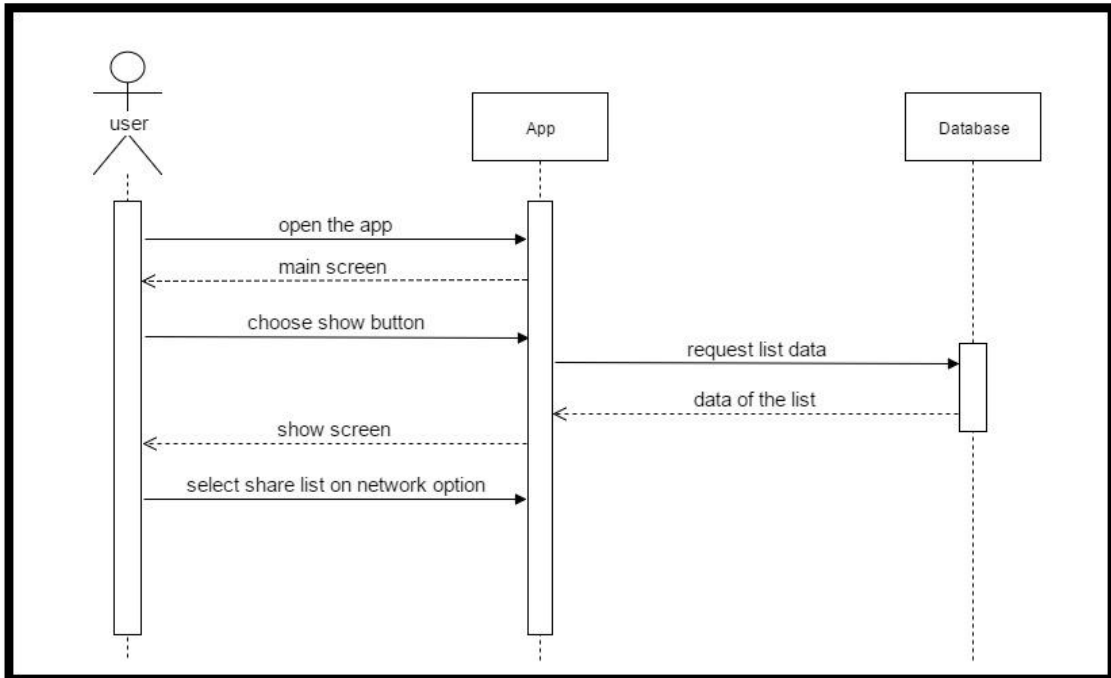 user
App
Database
open the app
main screen
choose show button
request list data
data of the list
show screen
select share list on network option